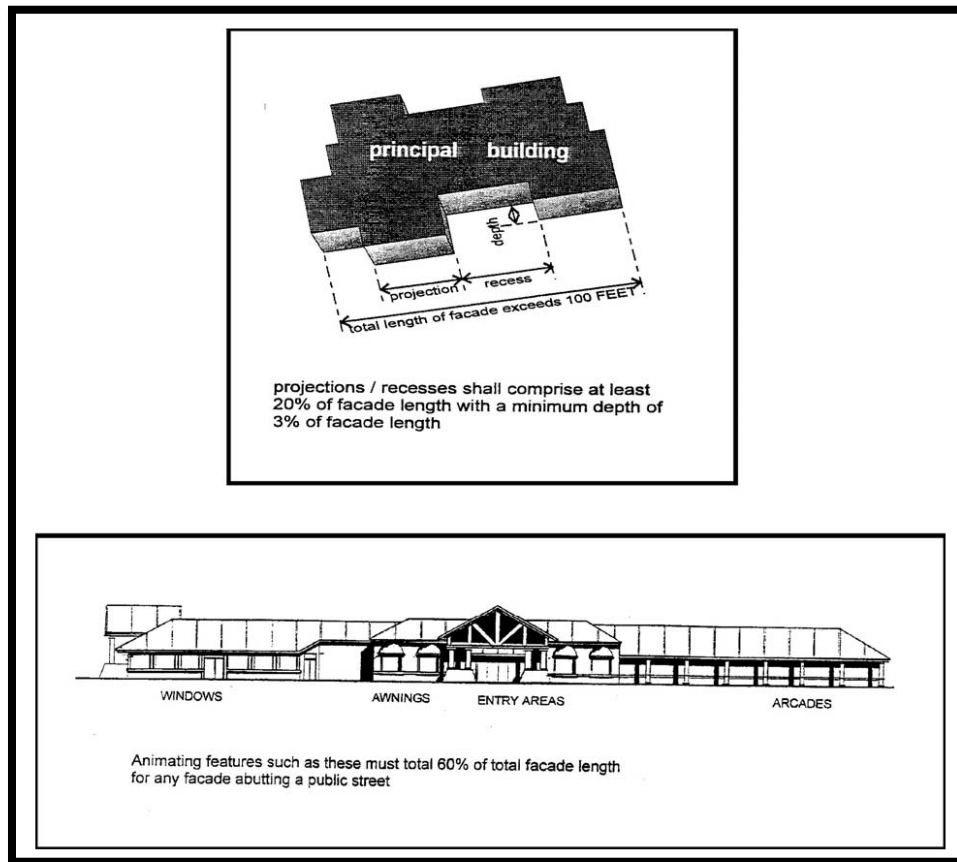 principal building
depth
projection
recess
total length of facade exceeds 100 FEET
projections / recesses shall comprise at least
20% of facade length with a minimum depth of
3% of facade length
WINDOWS AWNINGS ENTRY AREAS ARCADES
Animating features such as these must total 60% of total facade length
for any facade abutting a public street